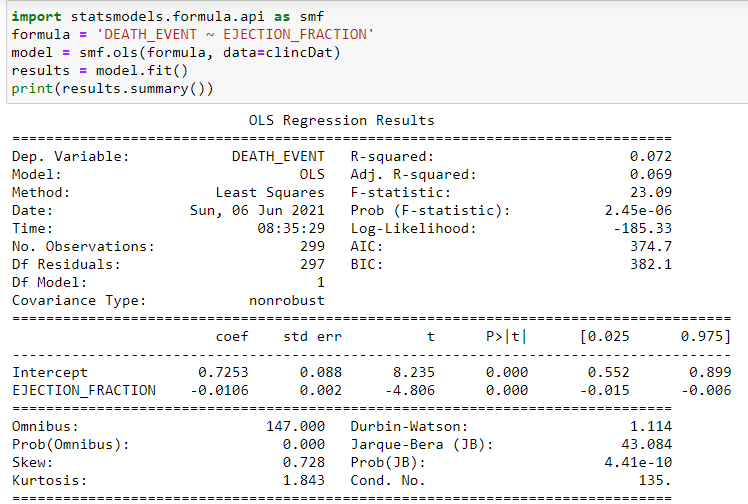 import statsmodels.formula.api as smf
formula = 'DEATH_EVENT ~ EJECTION_FRACTION'
model = smf.ols(formula, data=clincDat)
results = model.fit()
print(results.summary())
OLS Regression Results
==============================================================================
Dep. Variable:            DEATH_EVENT   R-squared:                       0.072
Model:                            OLS   Adj. R-squared:                  0.069
Method:                 Least Squares   F-statistic:                     23.09
Date:                Sun, 06 Jun 2021   Prob (F-statistic):           2.45e-06
Time:                        08:35:29   Log-Likelihood:                -185.33
No. Observations:                 299   AIC:                             374.7
Df Residuals:                     297   BIC:                             382.1
Df Model:                           1
Covariance Type:            nonrobust
=====================================================================================
                        coef    std err          t      P>|t|      [0.025      0.975]
-------------------------------------------------------------------------------------
Intercept             0.7253      0.088      8.235      0.000       0.552       0.899
EJECTION_FRACTION    -0.0106      0.002     -4.806      0.000      -0.015      -0.006
==============================================================================
Omnibus:                      147.000   Durbin-Watson:                   1.114
Prob(Omnibus):                  0.000   Jarque-Bera (JB):               43.084
Skew:                           0.728   Prob(JB):                     4.41e-10
Kurtosis:                       1.843   Cond. No.                         135.
==============================================================================